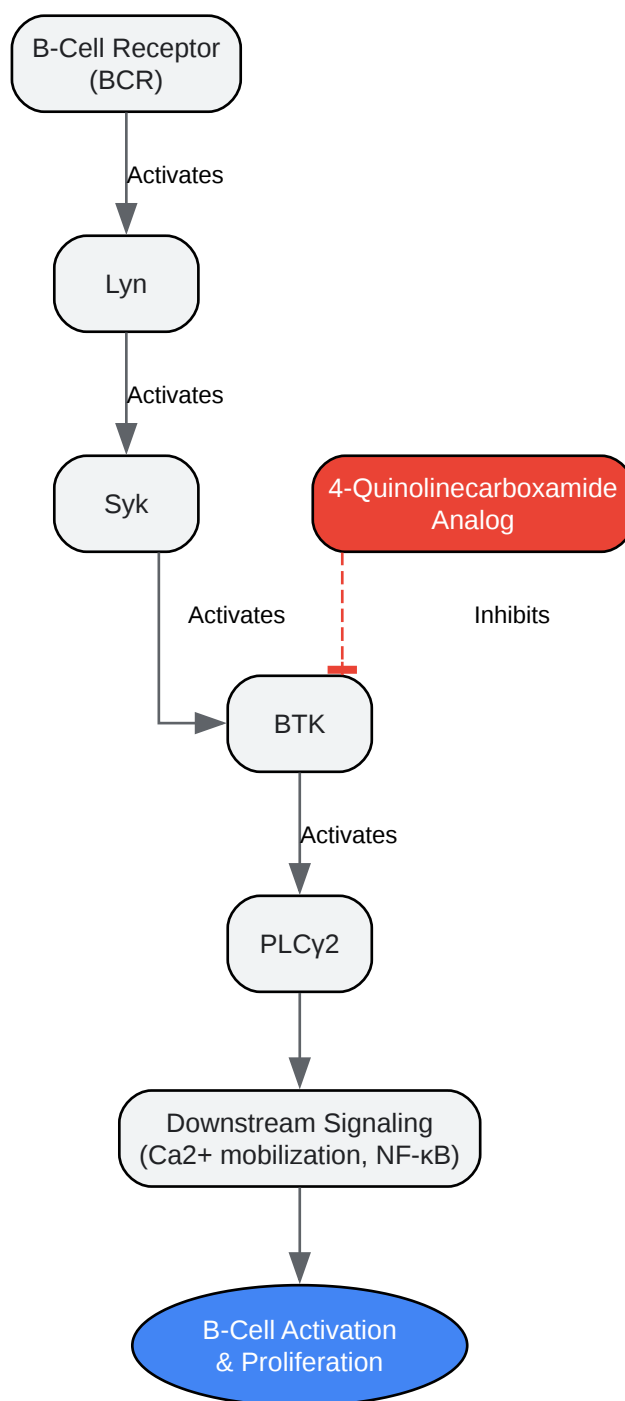 B-Cell Receptor
(BCR)
Activates
Lyn
Activates
Syk
4-Quinolinecarboxamide
Analog
Activates
Inhibits
BTK
Activates
PLCγ2
Downstream Signaling
(Ca2+ mobilization, NF-κB)
B-Cell Activation
& Proliferation